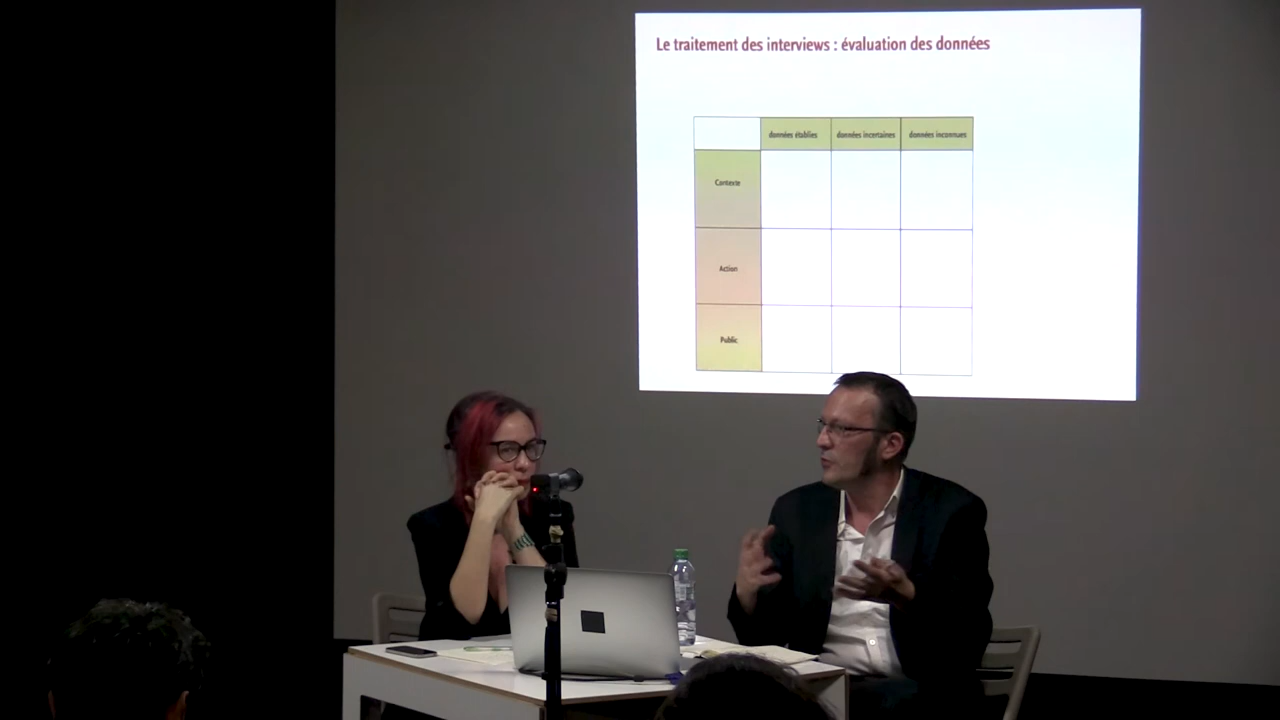 Le traitement des interviews : évaluation des données
données établies données incertaines données inconnues
Contexte
Action
Public